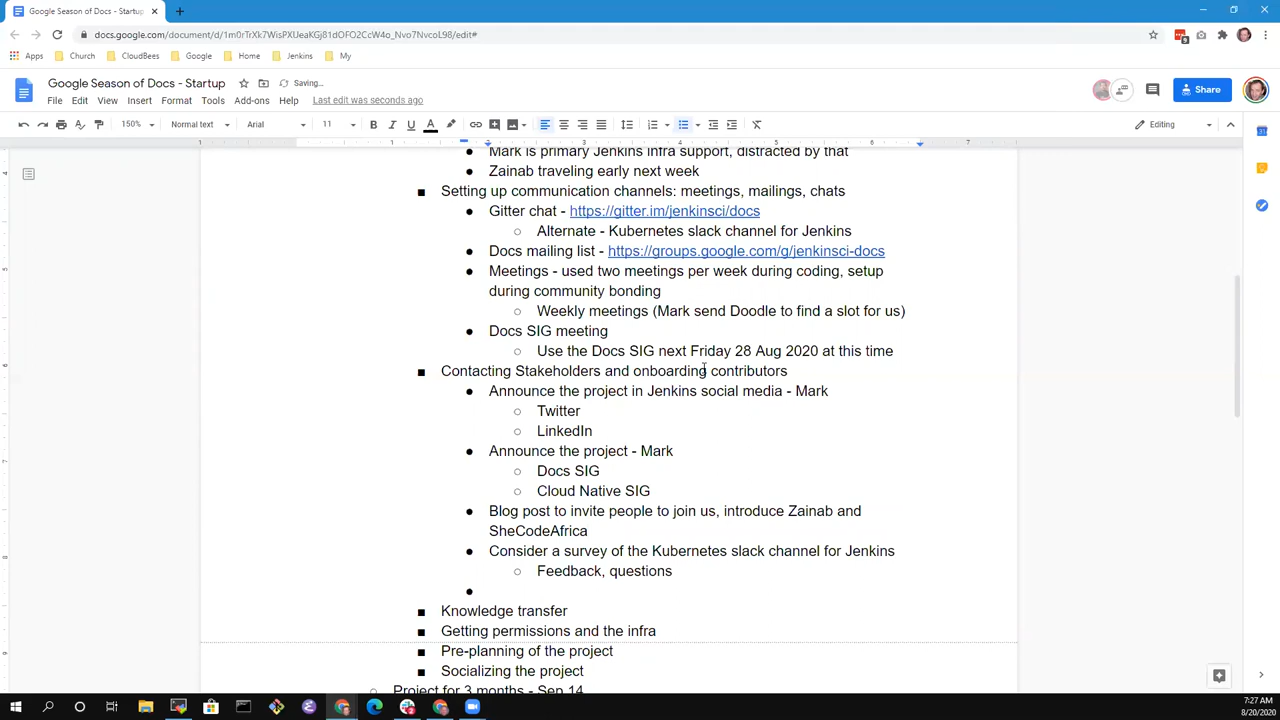 Google Season of Docs - Startup
docs.google.com/document/d/1m0rTrXk7WisPXUeaKGj81dOFO2CcW4o_Nvo7NvcoL98/edit#
Apps
Church
CloudBees
Google
Home
Jenkins
My
Google Season of Docs - Startup
Saving...
File Edit View Insert Format Tools Add-ons Help Last edit was seconds ago
Share
150% Normal text Arial 11 B I U A Editing
1 1 2 3 4 5 6 7
Mark is primary Jenkins infra support, distracted by that
Zainab traveling early next week
Setting up communication channels: meetings, mailings, chats
Gitter chat - https://gitter.im/jenkinsci/docs
Alternate - Kubernetes slack channel for Jenkins
Docs mailing list - https://groups.google.com/g/jenkinsci-docs
Meetings - used two meetings per week during coding, setup
during community bonding
Weekly meetings (Mark send Doodle to find a slot for us)
Docs SIG meeting
Use the Docs SIG next Friday 28 Aug 2020 at this time
Contacting Stakeholders and onboarding contributors
Announce the project in Jenkins social media - Mark
Twitter
LinkedIn
Announce the project - Mark
Docs SIG
Cloud Native SIG
Blog post to invite people to join us, introduce Zainab and
SheCodeAfrica
Consider a survey of the Kubernetes slack channel for Jenkins
Feedback, questions
Knowledge transfer
Getting permissions and the infra
Pre-planning of the project
Socializing the project
Project for 3 months - Sep 14
7:27 AM
8/20/2020